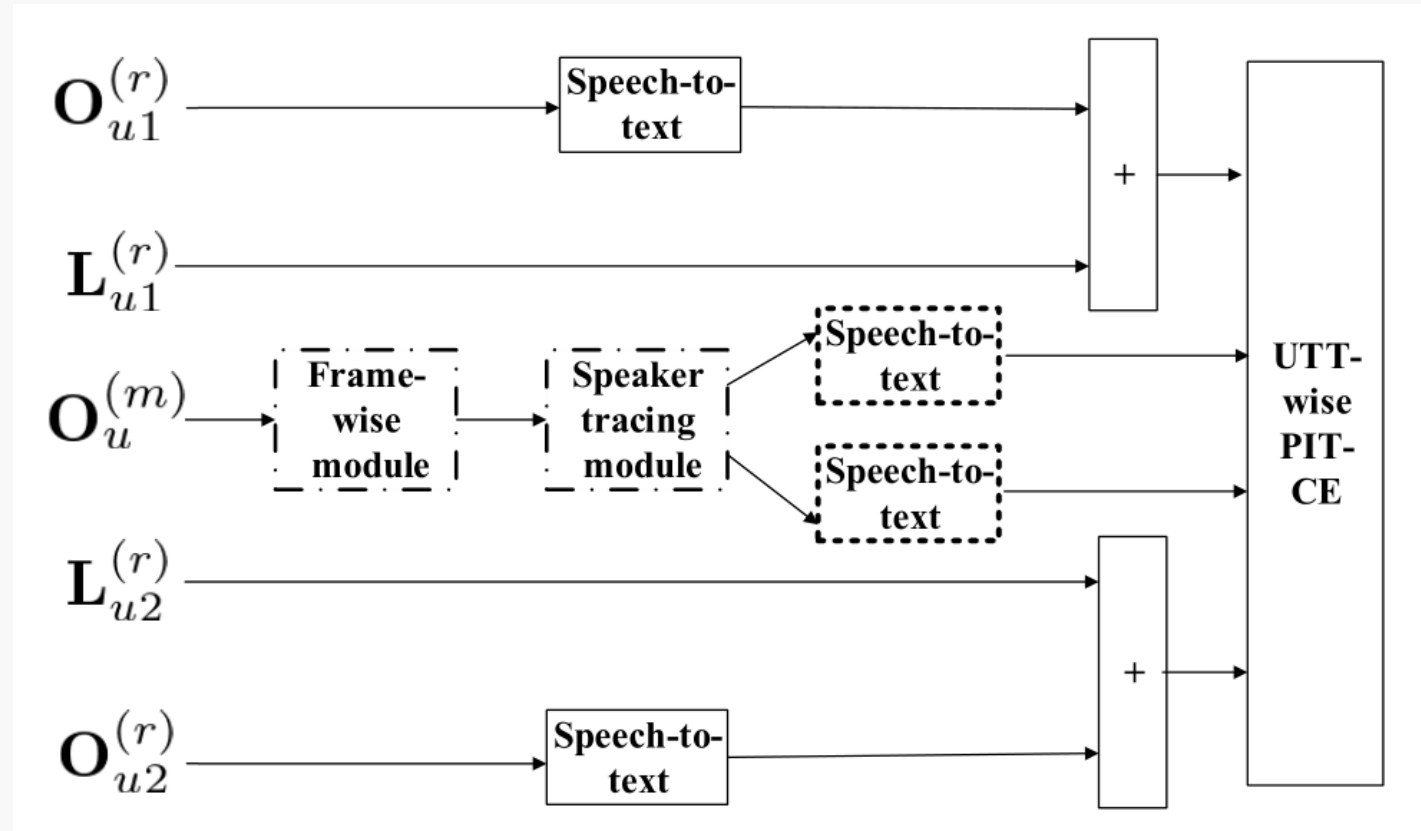 O_{u1}^{(r)}
Speech-to-
text
+
L_{u1}^{(r)}
O_u^{(m)}
Frame-
wise
module
Speaker
tracing
module
Speech-to-
text
Speech-to-
text
UTT-
wise
PIT-
CE
L_{u2}^{(r)}
+
O_{u2}^{(r)}
Speech-to-
text